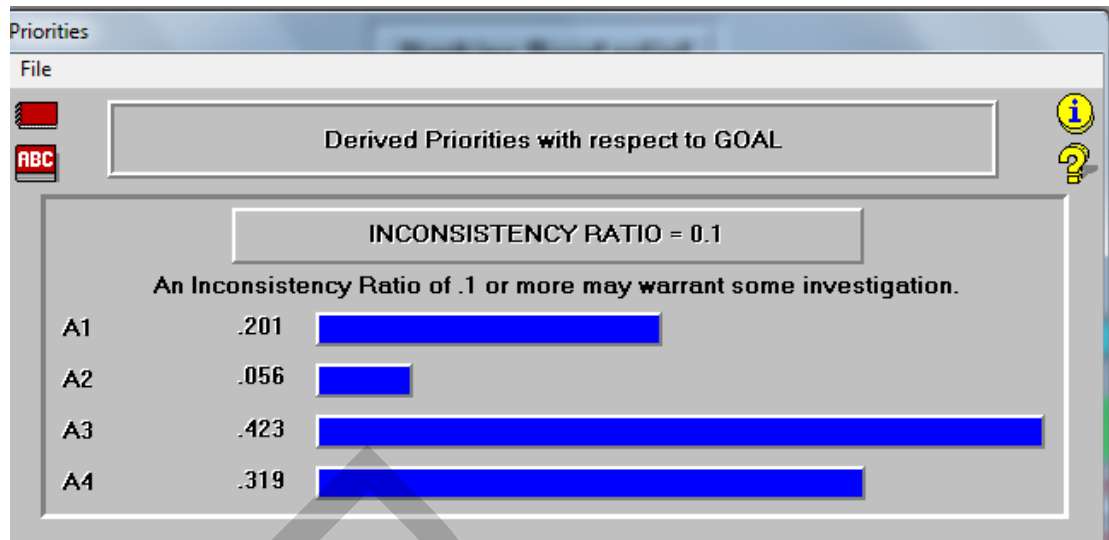 Priorities
File
ABC
Derived Priorities with respect to GOAL
i
?
INCONSISTENCY RATIO = 0.1
An Inconsistency Ratio of .1 or more may warrant some investigation.
A1 .201
A2 .056
A3 .423
A4 .319